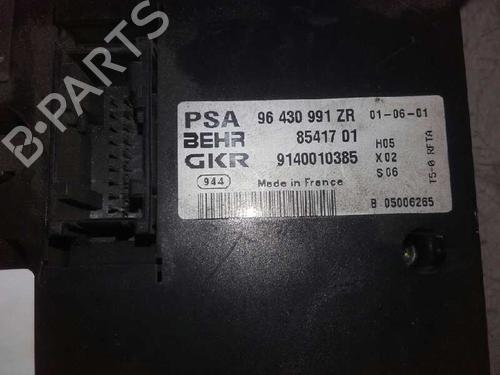 PSA 96 430 991 ZR 01-06-01
BEHR 85417 01 H05
GKR 9140010385 X02
944 Made in France S 06
T5-0 RFTA
B 05006265
B-PARTS